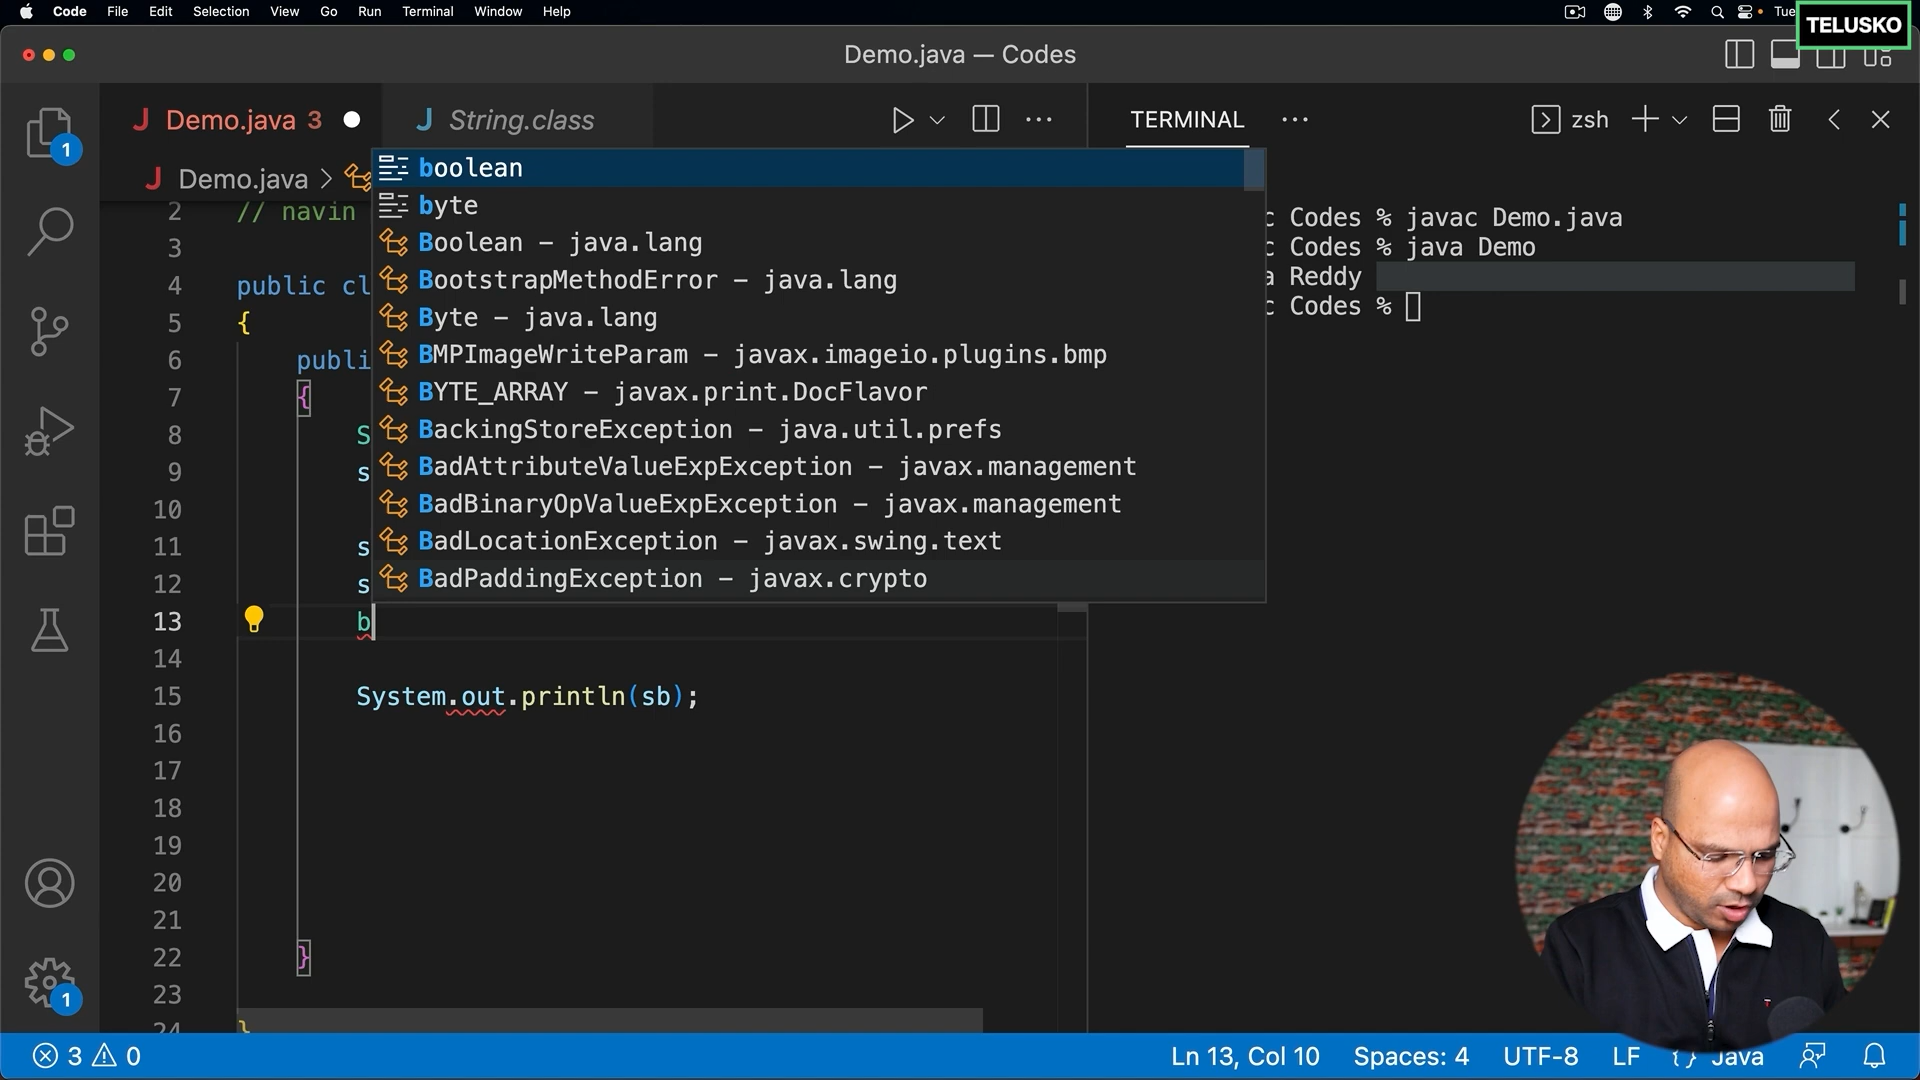 Code File Edit Selection View Go Run Terminal Window Help Tue
TELUSKO
Demo.java — Codes
Demo.java 3
String.class
TERMINAL
zsh
Demo.java
boolean
byte
Boolean – java.lang
BootstrapMethodError – java.lang
Byte – java.lang
BMPImageWriteParam – javax.imageio.plugins.bmp
BYTE_ARRAY – javax.print.DocFlavor
BackingStoreException – java.util.prefs
BadAttributeValueExpException – javax.management
BadBinaryOpValueExpException – javax.management
BadLocationException – javax.swing.text
BadPaddingException – javax.crypto
2 // navin
3
4 public cl
5 {
6 publi
7 {
8 S
9 s
10
11 s
12 s
13 b
14
15 System.out.println(sb);
16
17
18
19
20
21
22 }
23
24 }
c Codes % javac Demo.java
c Codes % java Demo
a Reddy
c Codes %
1
1
3 0
Ln 13, Col 10 Spaces: 4 UTF-8 LF {} Java